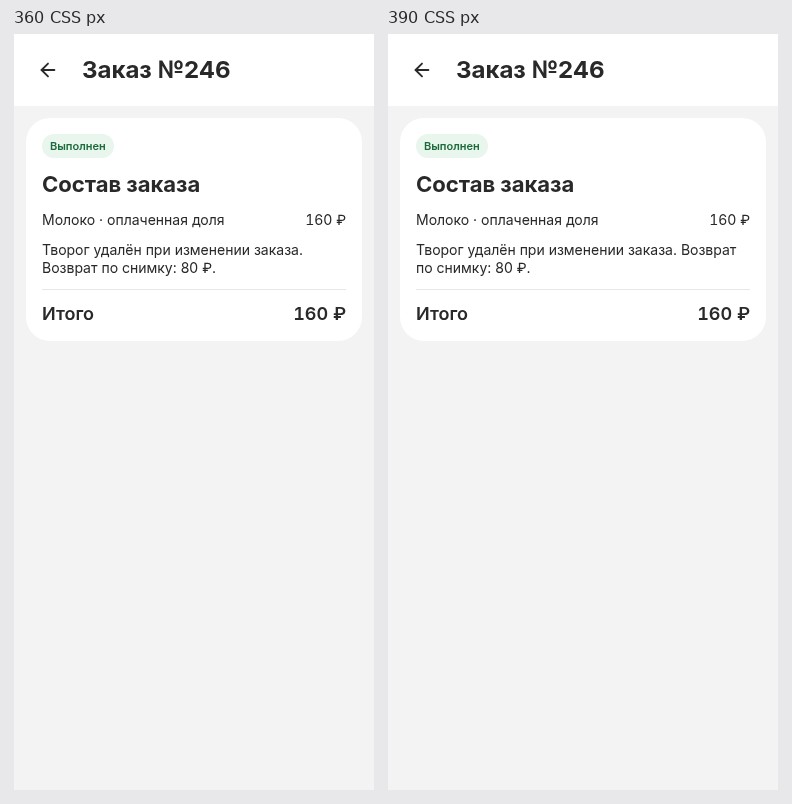 360 CSS px
Заказ №246
Выполнен
Состав заказа
Молоко · оплаченная доля 160 ₽
Творог удалён при изменении заказа.
Возврат по снимку: 80 ₽.
Итого 160 ₽
390 CSS px
Заказ №246
Выполнен
Состав заказа
Молоко · оплаченная доля 160 ₽
Творог удалён при изменении заказа. Возврат
по снимку: 80 ₽.
Итого 160 ₽